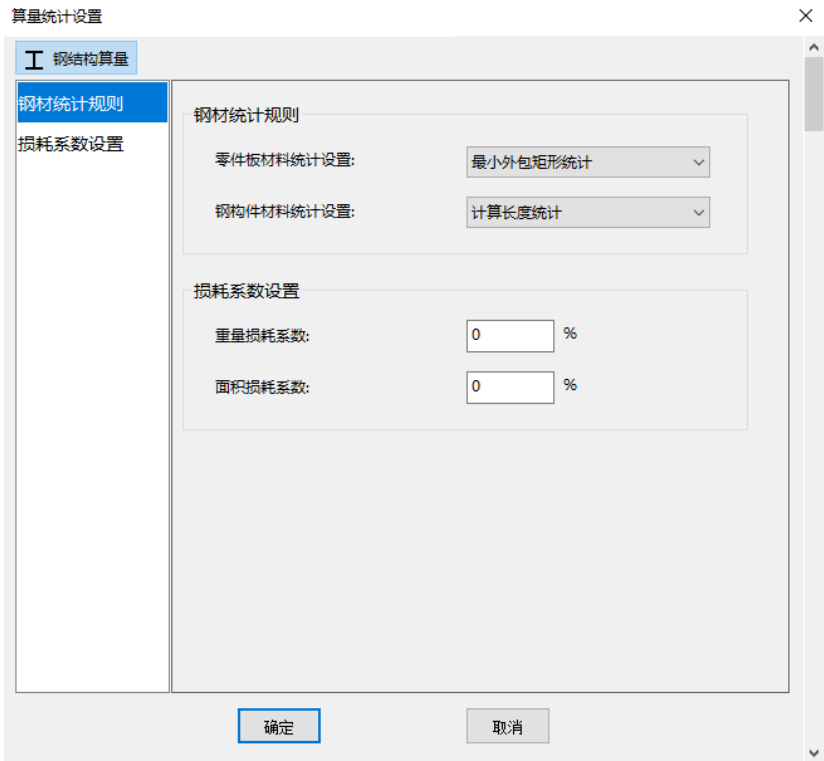 算量统计设置
钢结构算量
钢材统计规则
损耗系数设置
钢材统计规则
零件板材料统计设置: 最小外包矩形统计
钢构件材料统计设置: 计算长度统计
损耗系数设置
重量损耗系数: 0 %
面积损耗系数: 0 %
确定 取消